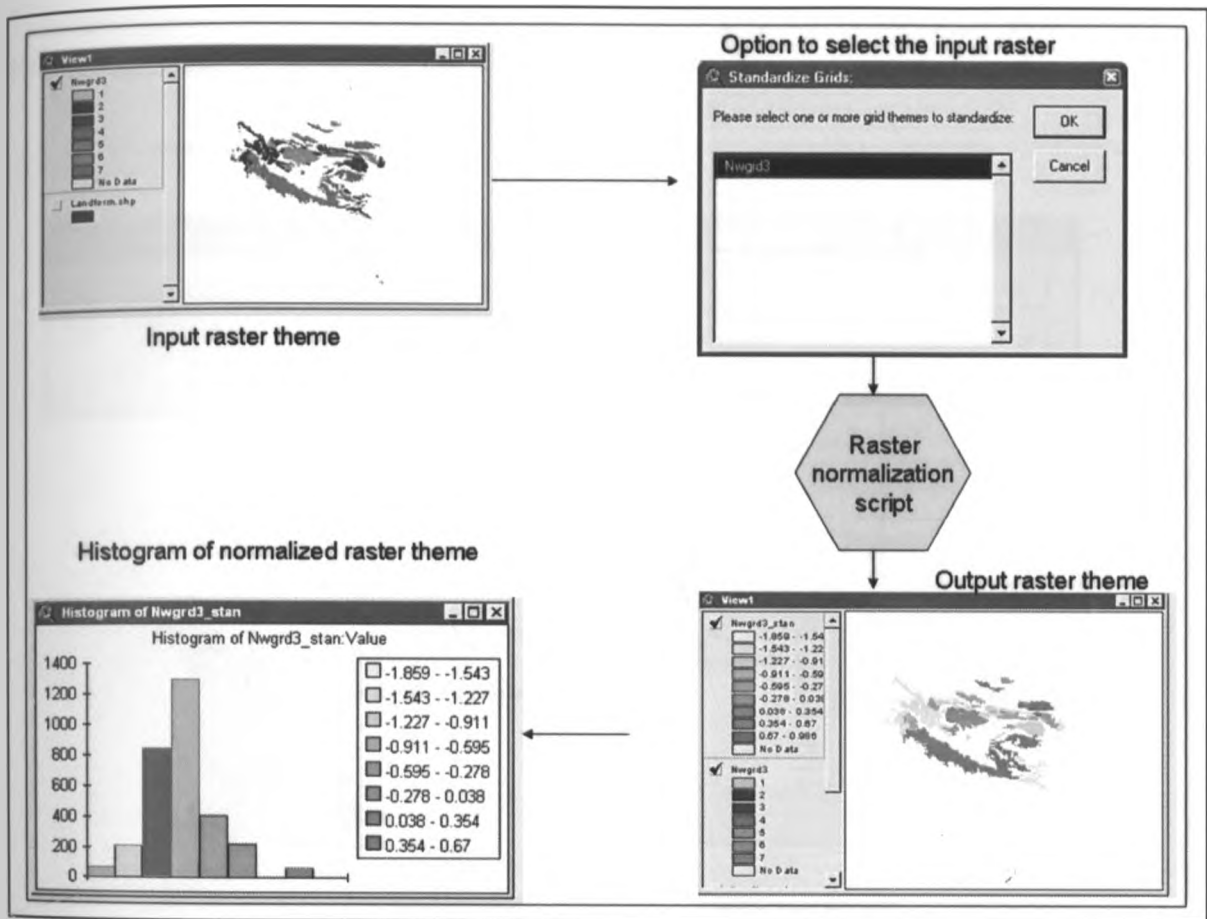 View1
Nwgrd3
1
2
3
4
5
6
7
No Data
Landform.shp
Input raster theme
Option to select the input raster
Standardize Grids:
Please select one or more grid themes to standardize:
OK
Cancel
Nwgrd3
Raster
normalization
script
Histogram of normalized raster theme
Histogram of Nwgrd3_stan
Histogram of Nwgrd3_stan:Value
1400
1200
1000
800
600
400
200
0
-1.859 - -1.543
-1.543 - -1.227
-1.227 - -0.911
-0.911 - -0.595
-0.595 - -0.278
-0.278 - 0.038
0.038 - 0.354
0.354 - 0.67
Output raster theme
View1
Nwgrd3_stan
-1.859 - -1.54
-1.543 - -1.22
-1.227 - -0.91
-0.911 - -0.59
-0.595 - -0.27
-0.278 - 0.038
0.038 - 0.354
0.354 - 0.67
0.67 - 0.986
No Data
Nwgrd3
1
2
3
4
5
6
7
No Data